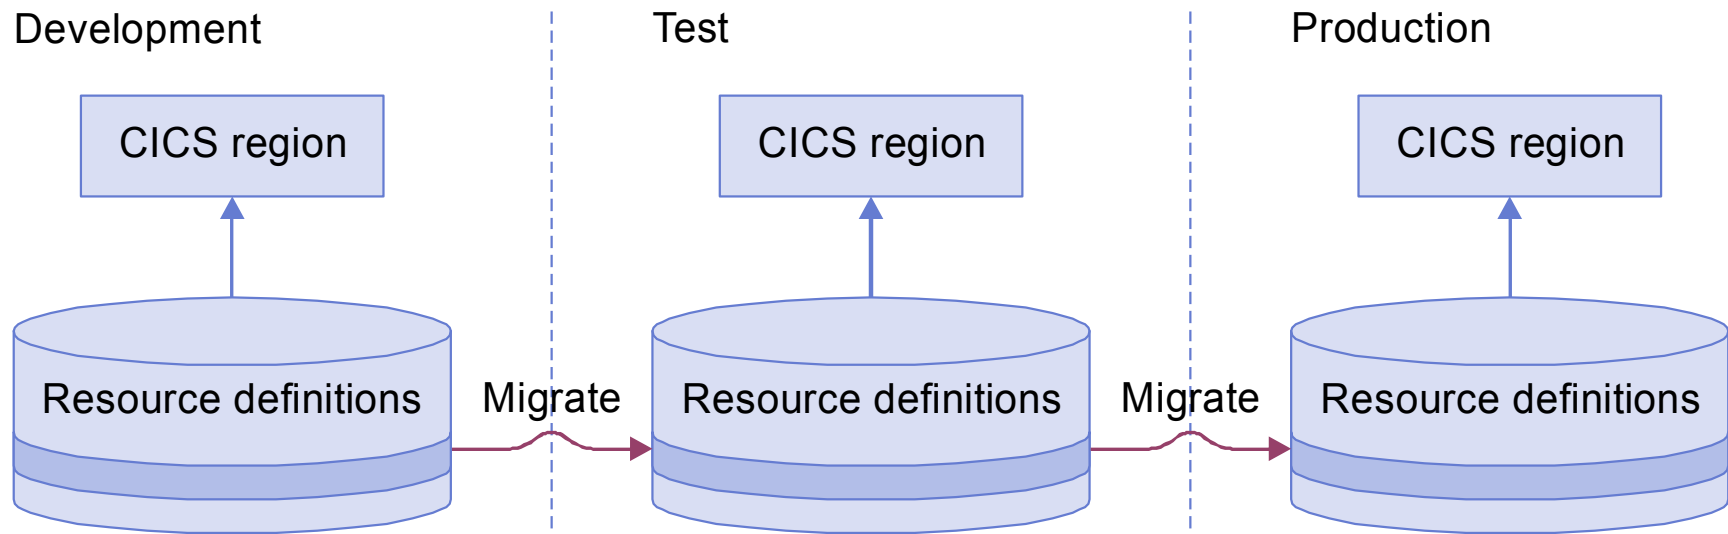 Development
Test
Production
CICS region
CICS region
CICS region
Resource definitions
Migrate
Resource definitions
Migrate
Resource definitions